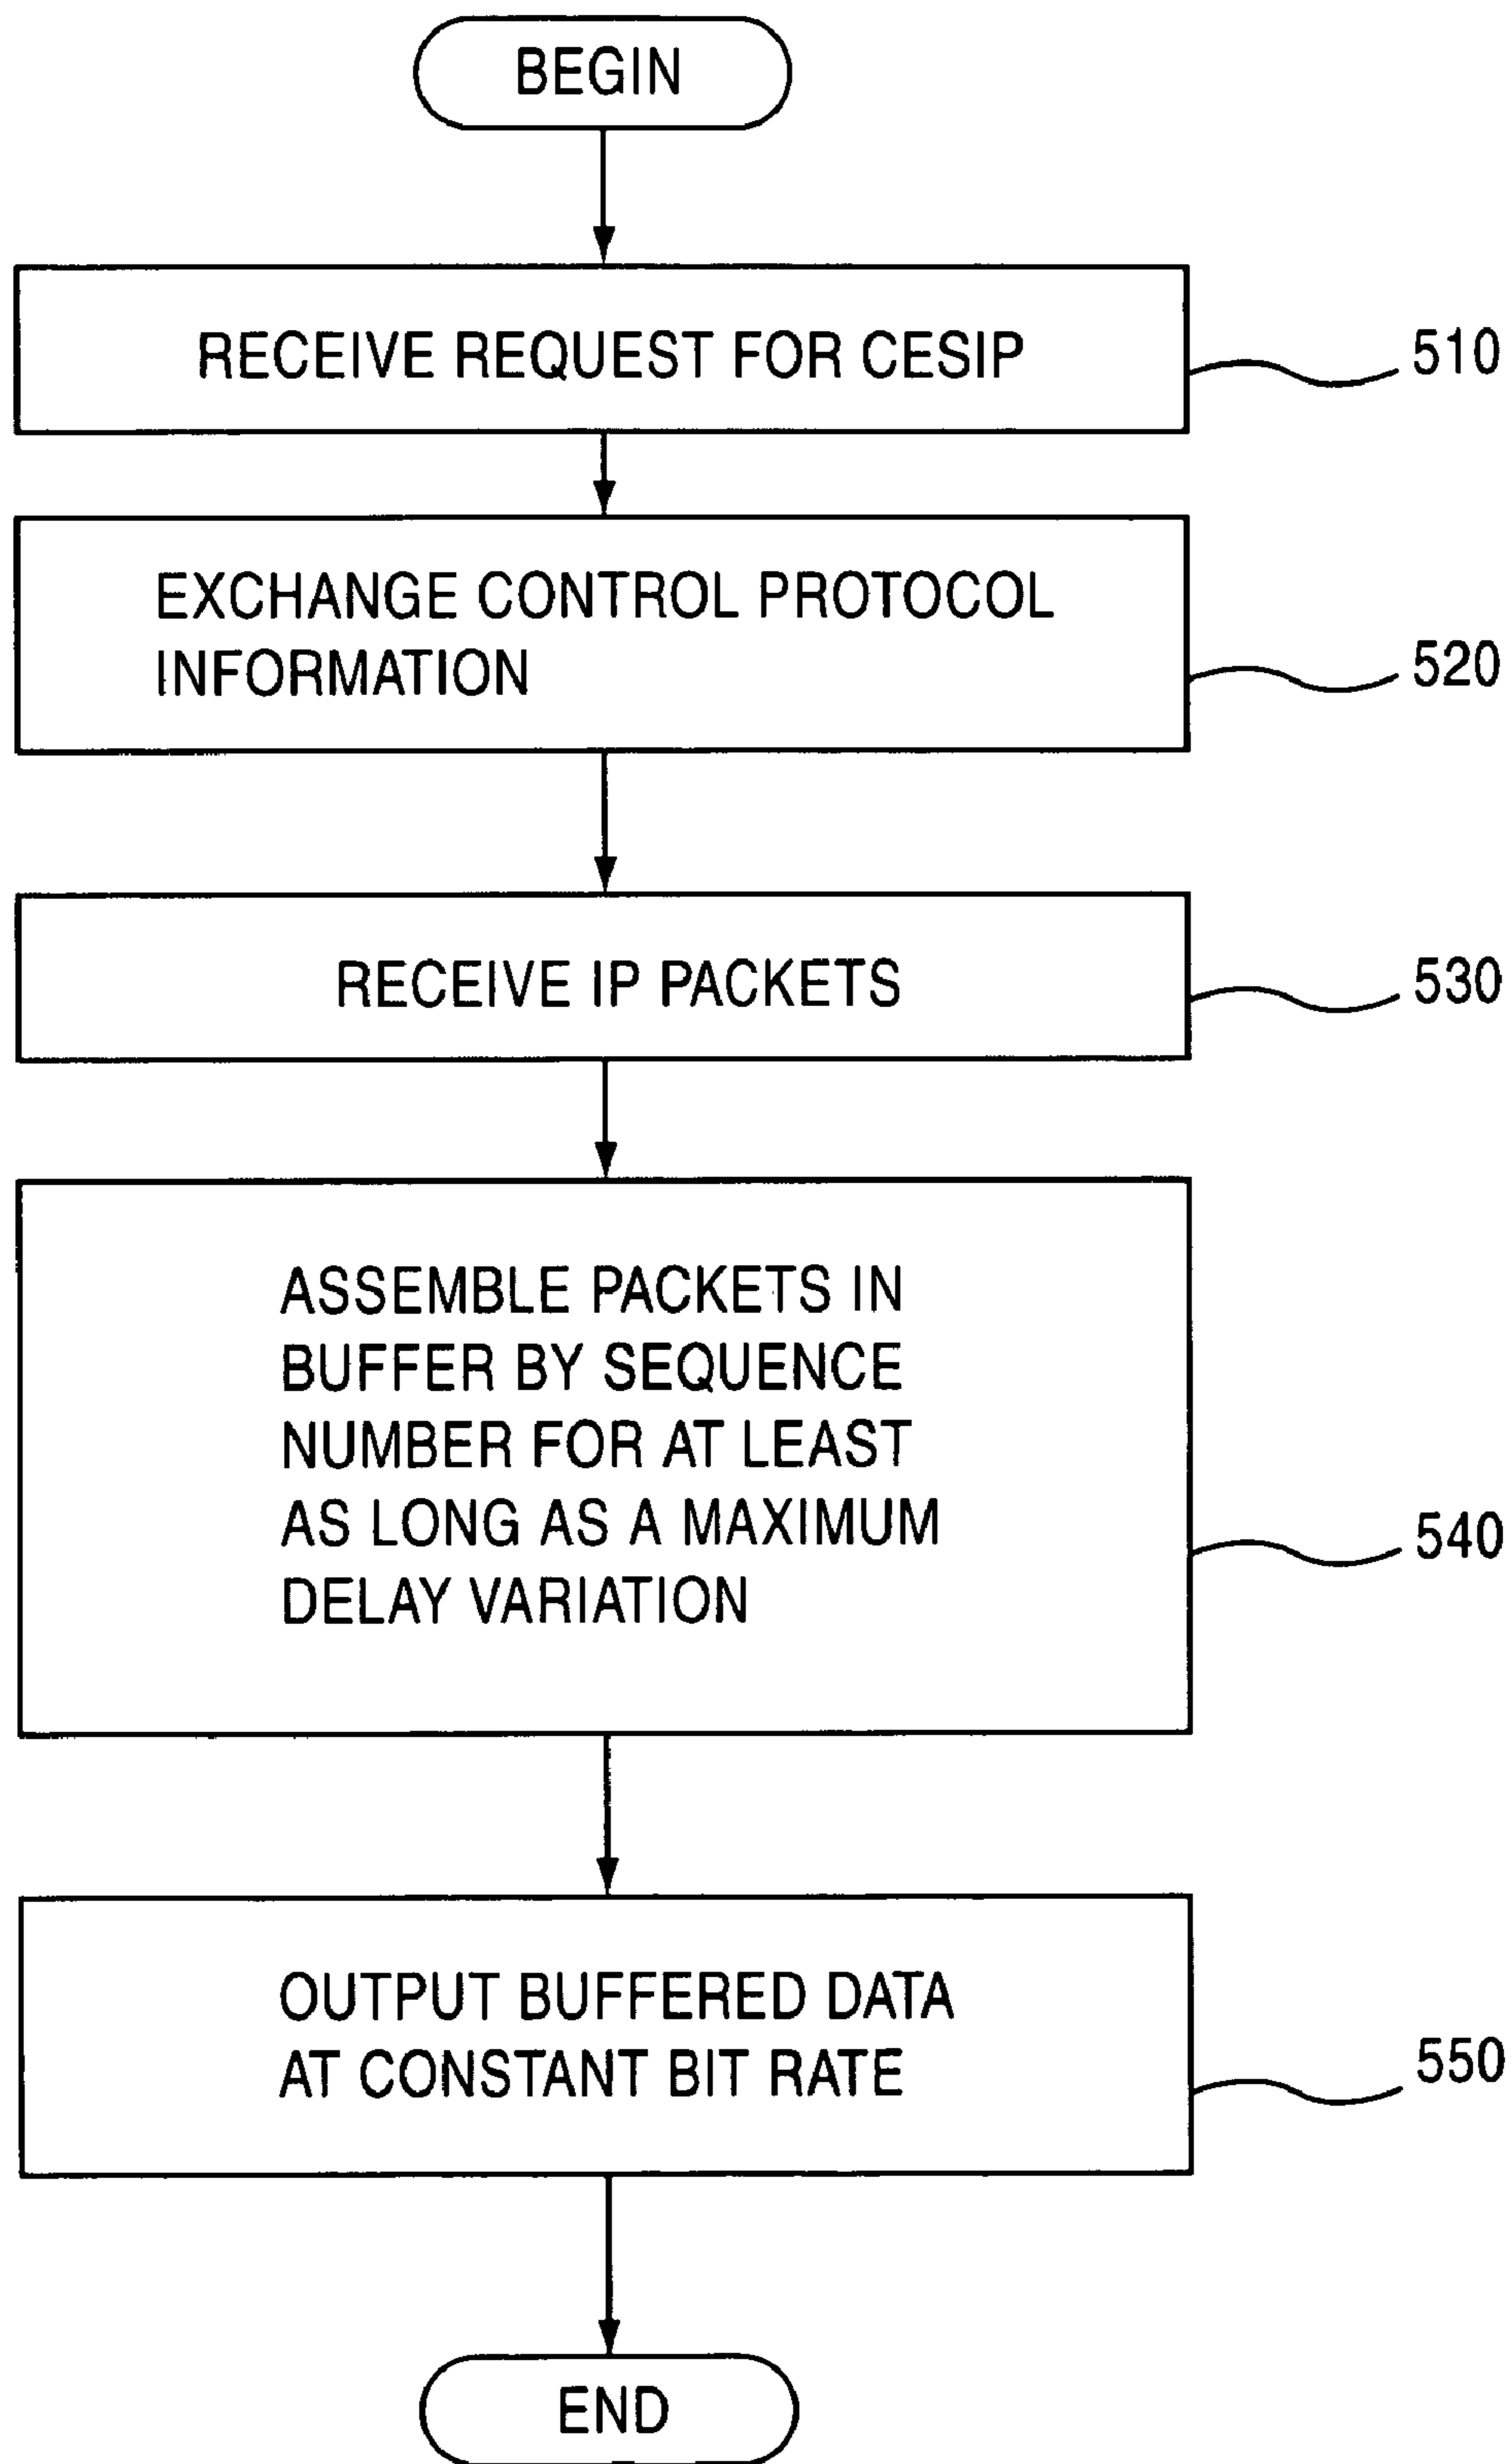 BEGIN
RECEIVE REQUEST FOR CESIP
510
EXCHANGE CONTROL PROTOCOL
INFORMATION
520
RECEIVE IP PACKETS
530
ASSEMBLE PACKETS IN
BUFFER BY SEQUENCE
NUMBER FOR AT LEAST
AS LONG AS A MAXIMUM
DELAY VARIATION
540
OUTPUT BUFFERED DATA
AT CONSTANT BIT RATE
550
END